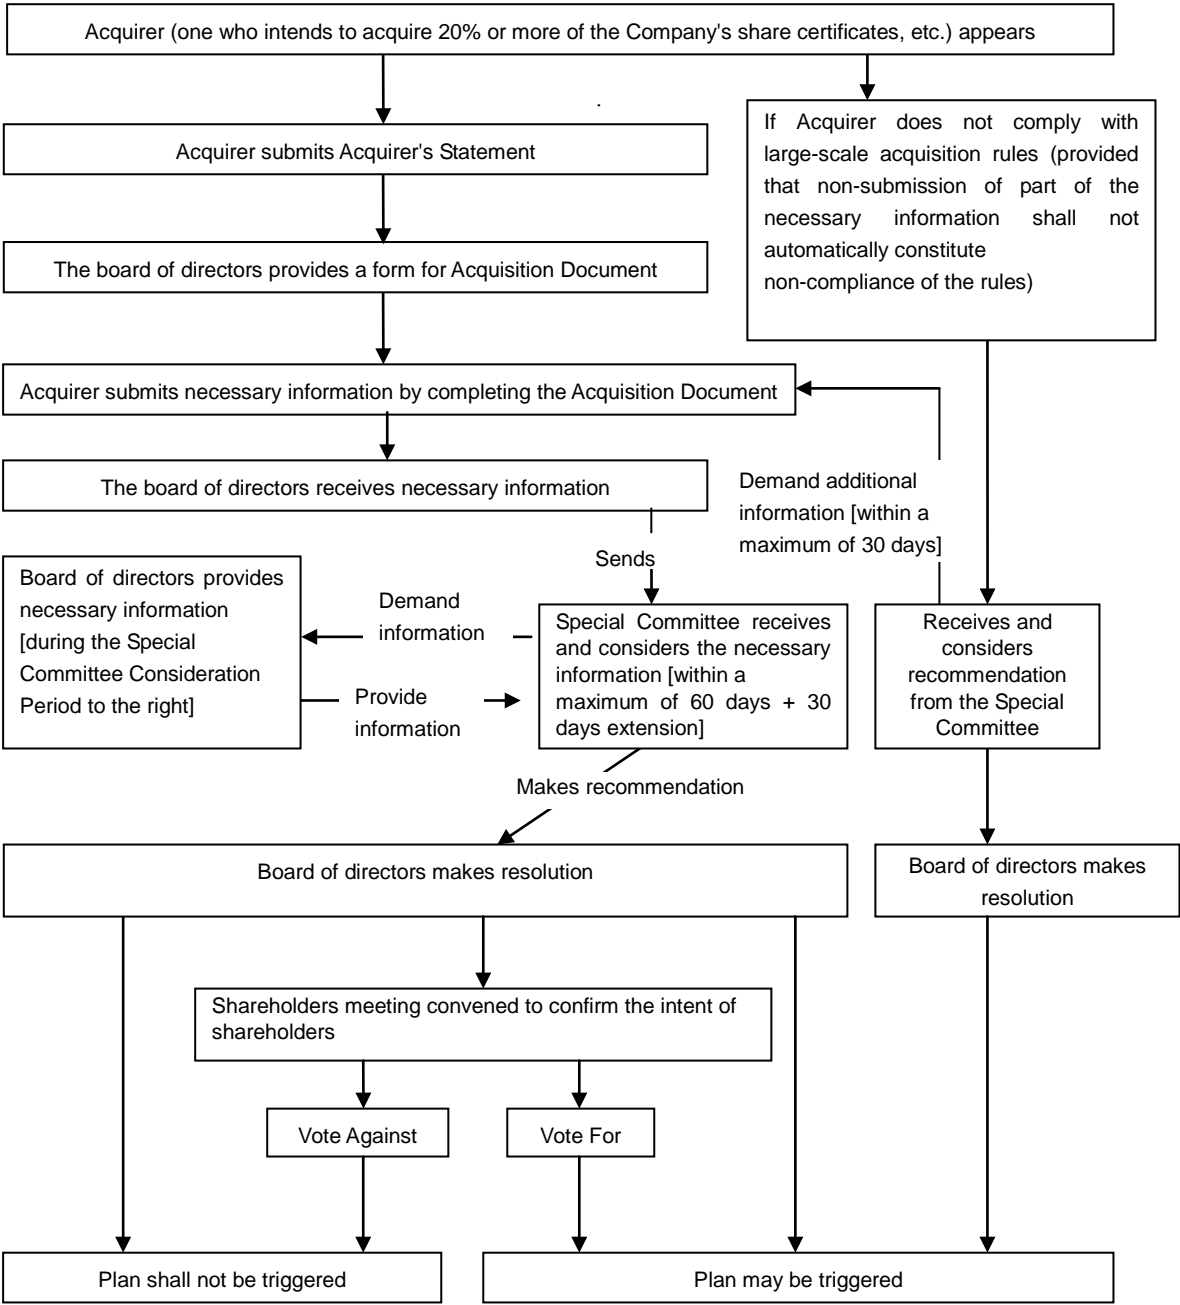 Acquirer (one who intends to acquire 20% or more of the Company's share certificates, etc.) appears
.
Acquirer submits Acquirer's Statement
If Acquirer does not comply with
large-scale acquisition rules (provided
that non-submission of part of the
necessary information shall not
automatically constitute
non-compliance of the rules)
The board of directors provides a form for Acquisition Document
Acquirer submits necessary information by completing the Acquisition Document
The board of directors receives necessary information
Demand additional
information [within a
maximum of 30 days]
Sends
Board of directors provides
necessary information
[during the Special
Committee Consideration
Period to the right]
Demand
information
Provide
information
Special Committee receives
and considers the necessary
information [within a
maximum of 60 days + 30
days extension]
Receives and
considers
recommendation
from the Special
Committee
Makes recommendation
Board of directors makes resolution
Board of directors makes
resolution
Shareholders meeting convened to confirm the intent of
shareholders
Vote Against
Vote For
Plan shall not be triggered
Plan may be triggered